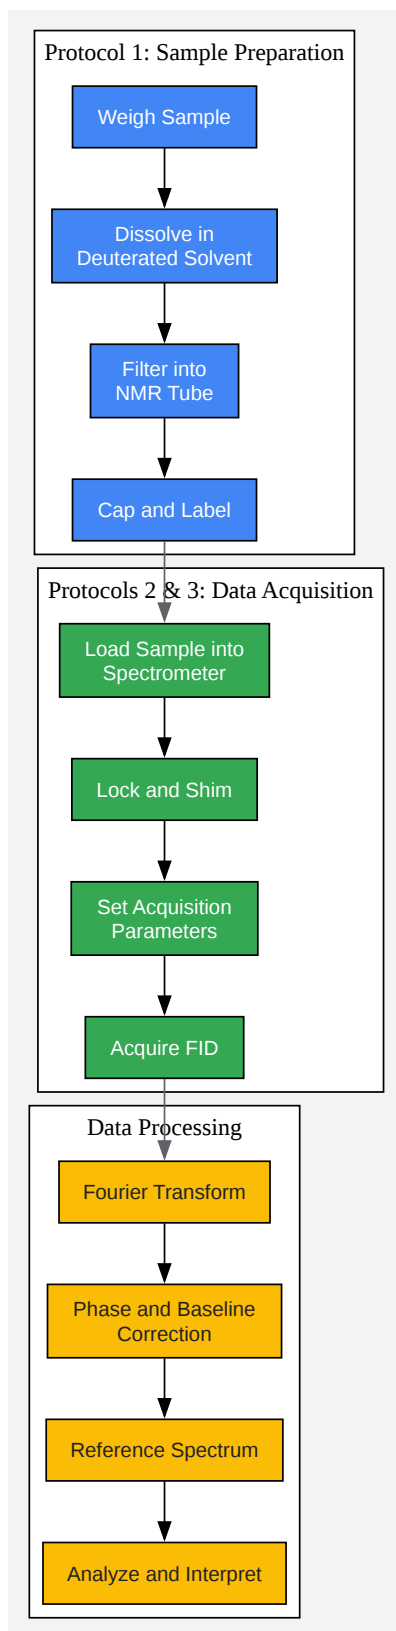 Protocol 1: Sample Preparation
Weigh Sample
Dissolve in
Deuterated Solvent
Filter into
NMR Tube
Cap and Label
Protocols 2 & 3: Data Acquisition
Load Sample into
Spectrometer
Lock and Shim
Set Acquisition
Parameters
Acquire FID
Data Processing
Fourier Transform
Phase and Baseline
Correction
Reference Spectrum
Analyze and Interpret